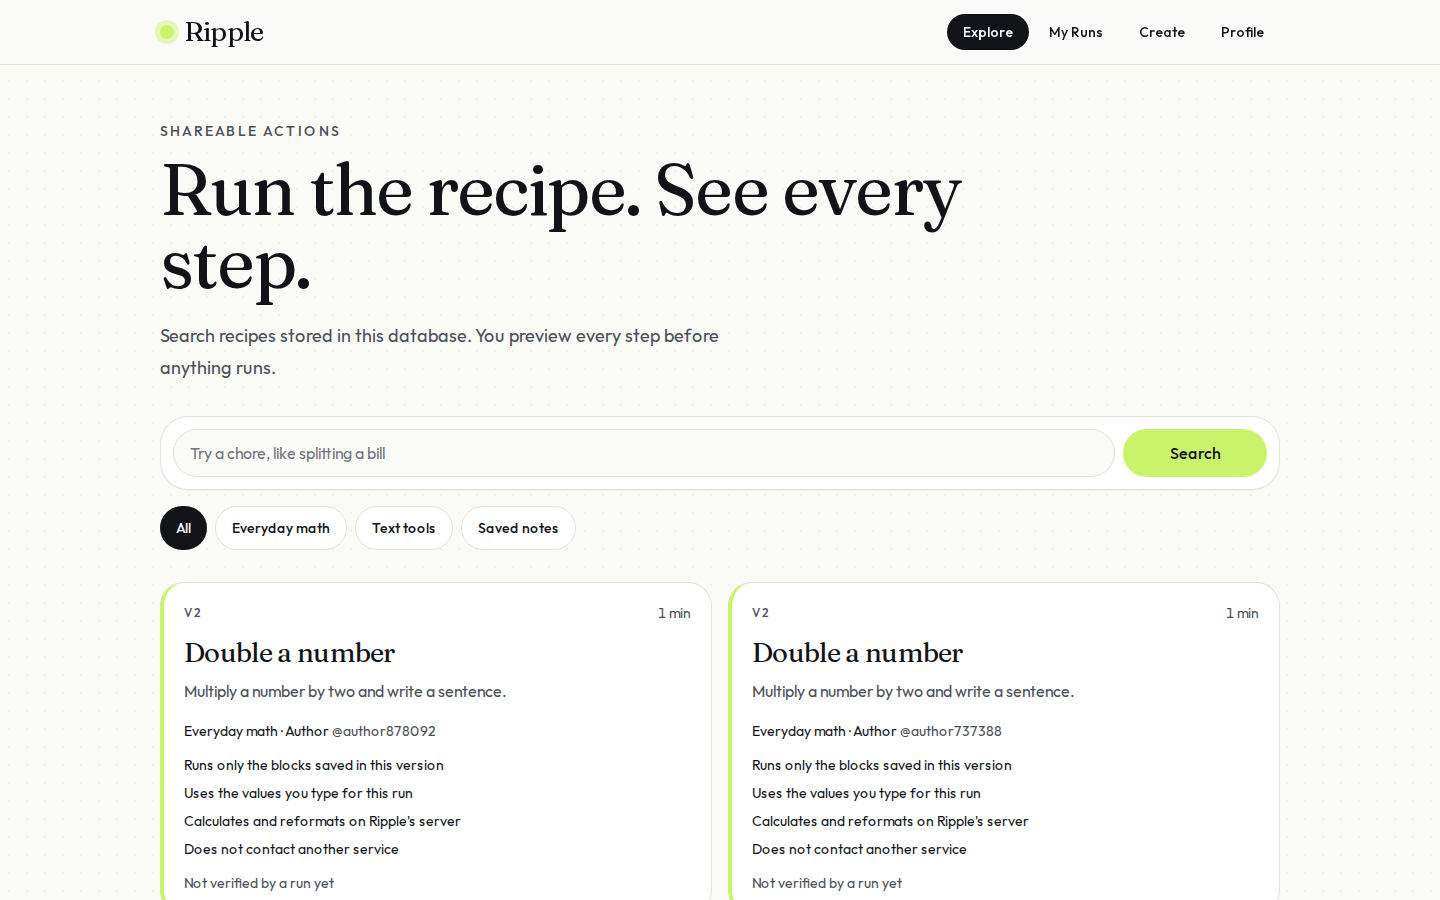 Ripple
Explore
My Runs
Create
Profile
SHAREABLE ACTIONS
Run the recipe. See every
step.
Search recipes stored in this database. You preview every step before
anything runs.
Try a chore, like splitting a bill
Search
All
Everyday math
Text tools
Saved notes
V2
1 min
Double a number
Multiply a number by two and write a sentence.
Everyday math · Author @author878092
Runs only the blocks saved in this version
Uses the values you type for this run
Calculates and reformats on Ripple's server
Does not contact another service
Not verified by a run yet
V2
1 min
Double a number
Multiply a number by two and write a sentence.
Everyday math · Author @author737388
Runs only the blocks saved in this version
Uses the values you type for this run
Calculates and reformats on Ripple's server
Does not contact another service
Not verified by a run yet